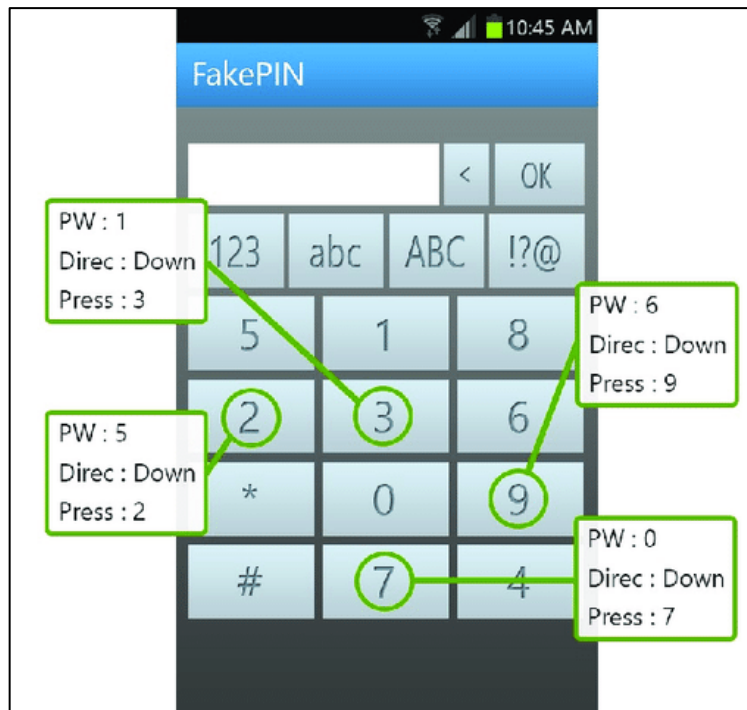 10:45 AM
FakePIN
< OK
123 abc ABC !?@
PW : 1
Direc : Down
Press : 3
5 1 8
PW : 6
Direc : Down
Press : 9
2 3 6
PW : 5
Direc : Down
Press : 2
* 0 9
# 7 4
PW : 0
Direc : Down
Press : 7